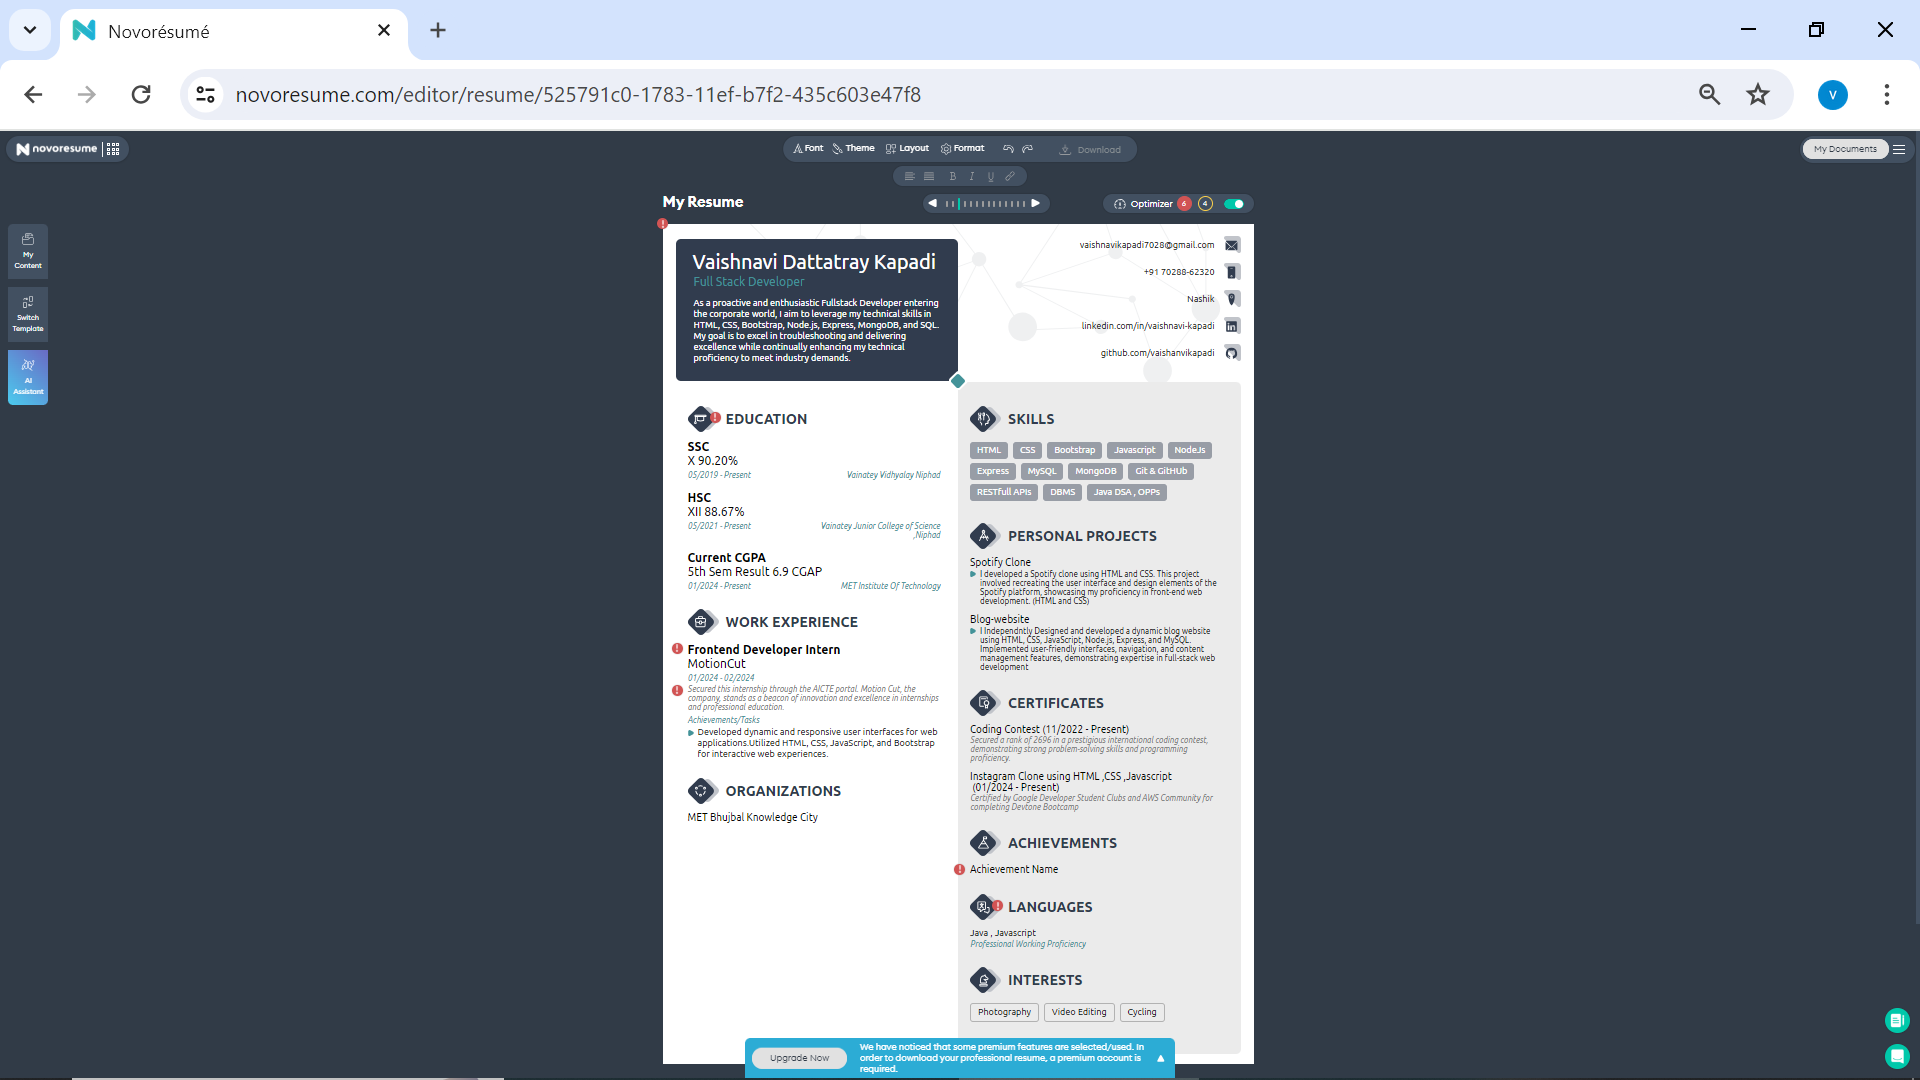 Novorésumé
novoresume.com/editor/resume/525791c0-1783-11ef-b7f2-435c603e47f8
V
novoresume
Font Theme Layout Format Download
My Documents
B I U
My Resume
Optimizer 6 4
My
Content
Switch
Template
AI
Assistant
Vaishnavi Dattatray Kapadi
Full Stack Developer
As a proactive and enthusiastic Fullstack Developer entering
the corporate world, I aim to leverage my technical skills in
HTML, CSS, Bootstrap, Node.js, Express, MongoDB, and SQL.
My goal is to excel in troubleshooting and delivering
excellence while continually enhancing my technical
proficiency to meet industry demands.
vaishnavikapadi7028@gmail.com
+91 70288-62320
Nashik
linkedin.com/in/vaishnavi-kapadi
github.com/vaishanvikapadi
EDUCATION
SSC
X 90.20%
05/2019 - Present Vainatey Vidhyalay Niphad
HSC
XII 88.67%
05/2021 - Present Vainatey Junior College of Science
,Niphad
Current CGPA
5th Sem Result 6.9 CGAP
01/2024 - Present MET Institute Of Technology
WORK EXPERIENCE
Frontend Developer Intern
MotionCut
01/2024 - 02/2024
Secured this internship through the AICTE portal. Motion Cut, the
company, stands as a beacon of innovation and excellence in internships
and professional education.
Achievements/Tasks
Developed dynamic and responsive user interfaces for web
applications.Utilized HTML, CSS, JavaScript, and Bootstrap
for interactive web experiences.
ORGANIZATIONS
MET Bhujbal Knowledge City
SKILLS
HTML CSS Bootstrap Javascript NodeJs
Express MySQL MongoDB Git & GitHUb
RESTfull APIs DBMS Java DSA , OPPs
PERSONAL PROJECTS
Spotify Clone
I developed a Spotify clone using HTML and CSS. This project
involved recreating the user interface and design elements of the
Spotify platform, showcasing my proficiency in front-end web
development. (HTML and CSS)
Blog-website
I Independntly Designed and developed a dynamic blog website
using HTML, CSS, JavaScript, Node.js, Express, and MySQL.
Implemented user-friendly interfaces, navigation, and content
management features, demonstrating expertise in full-stack web
development
CERTIFICATES
Coding Contest (11/2022 - Present)
Secured a rank of 2696 in a prestigious international coding contest,
demonstrating strong problem-solving skills and programming
proficiency.
Instagram Clone using HTML ,CSS ,Javascript
(01/2024 - Present)
Certified by Google Developer Student Clubs and AWS Community for
completing Devtone Bootcamp
ACHIEVEMENTS
Achievement Name
LANGUAGES
Java , Javascript
Professional Working Proficiency
INTERESTS
Photography Video Editing Cycling
Upgrade Now
We have noticed that some premium features are selected/used. In
order to download your professional resume, a premium account is
required.